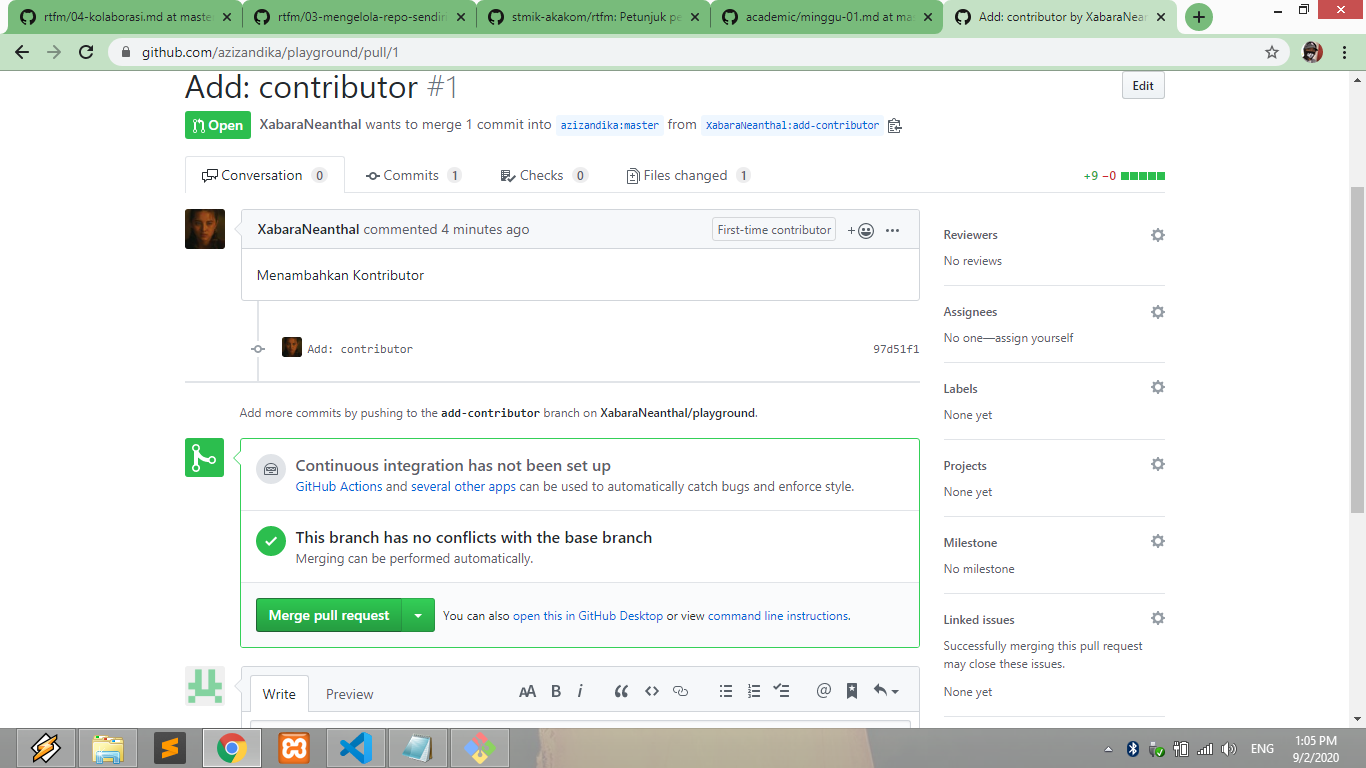 rtfm/04-kolaborasi.md at maste
rtfm/03-mengelola-repo-sendiri
stmik-akakom/rtfm: Petunjuk pe
academic/minggu-01.md at mas
Add: contributor by XabaraNean
github.com/azizandika/playground/pull/1
Add: contributor #1
Edit
Open
XabaraNeanthal wants to merge 1 commit into azizandika:master from XabaraNeanthal:add-contributor
Conversation 0
Commits 1
Checks 0
Files changed 1
+9 −0
XabaraNeanthal commented 4 minutes ago
First-time contributor
Menambahkan Kontributor
Add: contributor
97d51f1
Add more commits by pushing to the add-contributor branch on XabaraNeanthal/playground.
Continuous integration has not been set up
GitHub Actions and several other apps can be used to automatically catch bugs and enforce style.
This branch has no conflicts with the base branch
Merging can be performed automatically.
Merge pull request
You can also open this in GitHub Desktop or view command line instructions.
Write
Preview
AA B i
Reviewers
No reviews
Assignees
No one—assign yourself
Labels
None yet
Projects
None yet
Milestone
No milestone
Linked issues
Successfully merging this pull request
may close these issues.
None yet
ENG
1:05 PM
9/2/2020